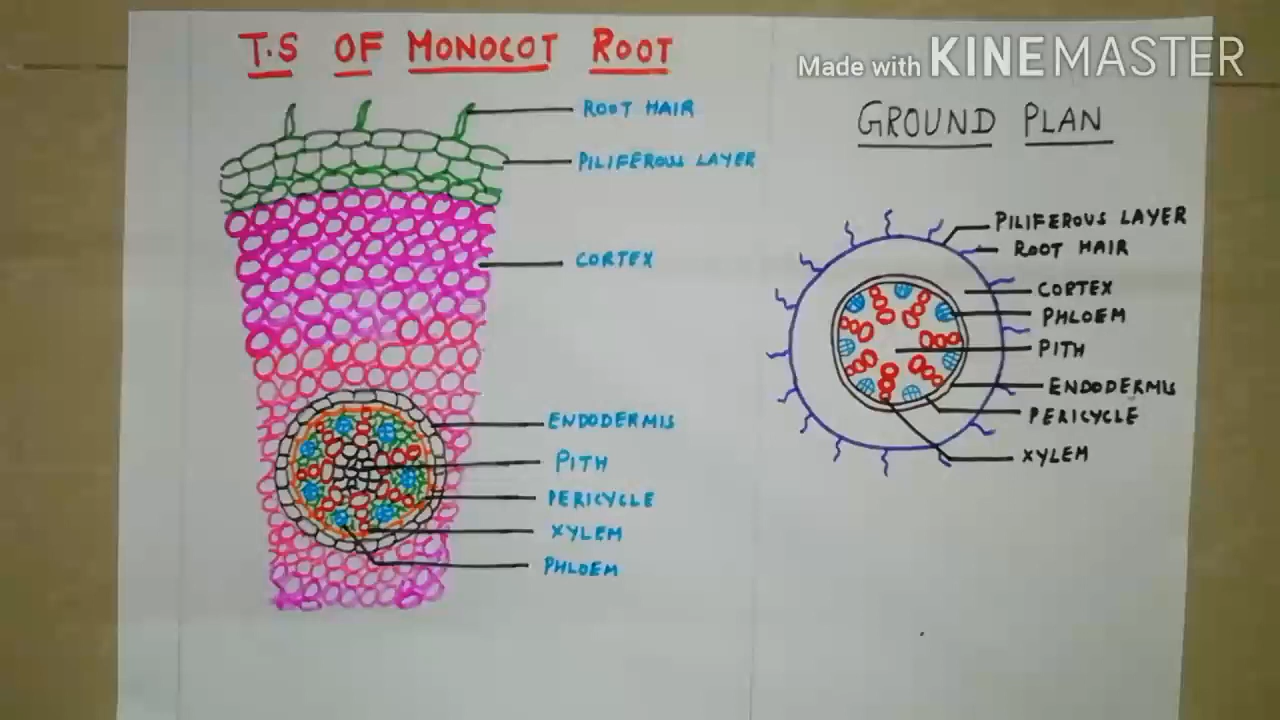 T.S OF MONOCOT ROOT
Made with KINEMASTER
ROOT HAIR
PILIFEROUS LAYER
CORTEX
ENDODERMIS
PITH
PERICYCLE
XYLEM
PHLOEM
GROUND PLAN
PILIFEROUS LAYER
ROOT HAIR
CORTEX
PHLOEM
PITH
ENDODERMIS
PERICYCLE
XYLEM